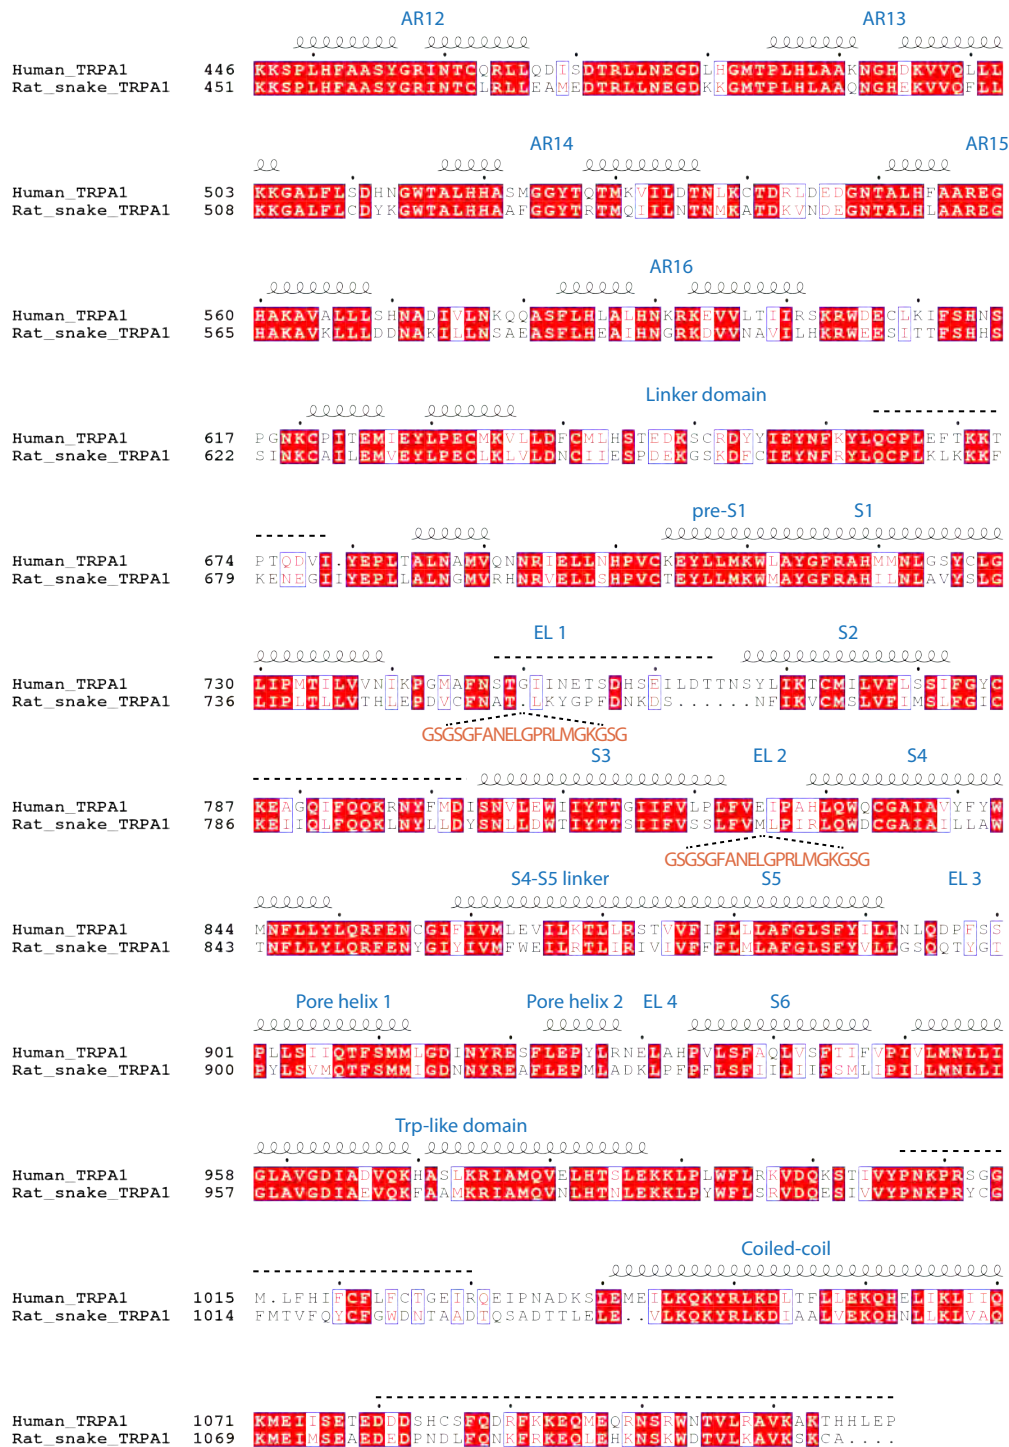 AR12 AR13
Human_TRPA1 446 KKSPLHFAASYGRINTCQRLLQDISDTRLLNEGDLHGMTPLHLAAKNGHDKVVQLLL
Rat_snake_TRPA1 451 KKSPLHFAASYGRINTCLRLLEAMEDTRLLNEGDKKGMTPLHLAAQNGHEKVVQFLL
AR14 AR15
Human_TRPA1 503 KKGALFLSDHNGWTALHHASMGGYTQTMKVILDTNLKCTDRLDEDGNTALHFAAREG
Rat_snake_TRPA1 508 KKGALFLCDYKGWTALHHAAFGGYTRTMQIILNTNMKATDKVNDEGNTALHLAAREG
AR16
Human_TRPA1 560 HAKAVALLLSHNADIVLNKQQASFLHLALHNKRKEVVLTIIRSKRWDECLKIFSHNS
Rat_snake_TRPA1 565 HAKAVKLLLDDNAKILLNSAEASFLHEAIHNGRKDVVNAVILHKRWEESITTFSHHS
Linker domain
Human_TRPA1 617 PGNKCPITEMIEYLPECMKVLLDFCMLHSTEDKSCRDYYIEYNFKYLQCPLEFTKKT
Rat_snake_TRPA1 622 SINKCAILEMVEYLPECLKLVLDNCIIESPDEKGSKDFCIEYNFRYLQCPLKLKKKF
pre-S1 S1
Human_TRPA1 674 PTQDVI.YEPLTALNAMVQNNRIELLNHPVCKEYLLMKWLAYGFRAHMMNLGSYCLG
Rat_snake_TRPA1 679 KENEGIIYEPLLALNGMVRHNRVELLSHPVCTEYLLMKWMAYGFRAHILNLAVYSLG
EL 1 S2
Human_TRPA1 730 LIPMTILVVNIKPGMAFNSTGIINETSDHSEILDTTNSYLIKTCMILVFLSSIFGYC
Rat_snake_TRPA1 736 LIPLTLLVTHLEPDVCFNAT.LKYGPFDNKDS......NFIKVCMSLVFIMSLFGIC
GSGSGFANELGPRLMGKGSG
S3 EL 2 S4
Human_TRPA1 787 KEAGQIFQQKRNYFMDISNVLEWIIYTTGIIFVLPLFVEIPAHLQWQCGAIAVYFYW
Rat_snake_TRPA1 786 KEIIQLFQQKLNYLLDYSNLLDWTIYTTSIIFVSSLFVMLPIRLQWDCGAIAILLAW
GSGSGFANELGPRLMGKGSG
S4-S5 linker S5 EL 3
Human_TRPA1 844 MNFLLYLQRFENCGIFIVMLEVILKTLLRSTVVFIFLLLAFGLSFYILLNLQDPFSS
Rat_snake_TRPA1 843 TNFLLYLQRFENYGIYIVMFWEILRTLIRIVIVFFFLMLAFGLSFYVLLGSQQTYGT
Pore helix 1 Pore helix 2 EL 4 S6
Human_TRPA1 901 PLLSIIQTFSMMLGDINYRESFLEPYLRNELAHPVLSFAQLVSFTIFVPIVLMNLLI
Rat_snake_TRPA1 900 PYLSVMQTFSMMIGDNNYREAFLEPMLADKLPFPFLSFIILIIFSMLIPILLMNLLI
Trp-like domain
Human_TRPA1 958 GLAVGDIADVQKHASLKRIAMQVELHTSLEKKLPLWFLRKVDQKSTIVYPNKPRSGG
Rat_snake_TRPA1 957 GLAVGDIAEVQKFAAMKRIAMQVNLHTNLEKKLPYWFLSRVDQESIVVYPNKPRYCG
Coiled-coil
Human_TRPA1 1015 M.LFHIFCFLFCTGEIRQEIPNADKSLEMEILKQKYRLKDLTFLLEKQHELIKLIIQ
Rat_snake_TRPA1 1014 FMTVFQYCFGWDNTAADTQSADTTLELE..VLKQKYRLKDIAALVEKQHNLLKLVAQ
Human_TRPA1 1071 KMEIISETEDDDSHCSFQDRFKKEQMEQRNSRWNTVLRAVKAKTHHLEP
Rat_snake_TRPA1 1069 KMEIMSEAEDEDPNDLFQNKFRKEQLEHKNSKWDTVLKAVKSKCA....